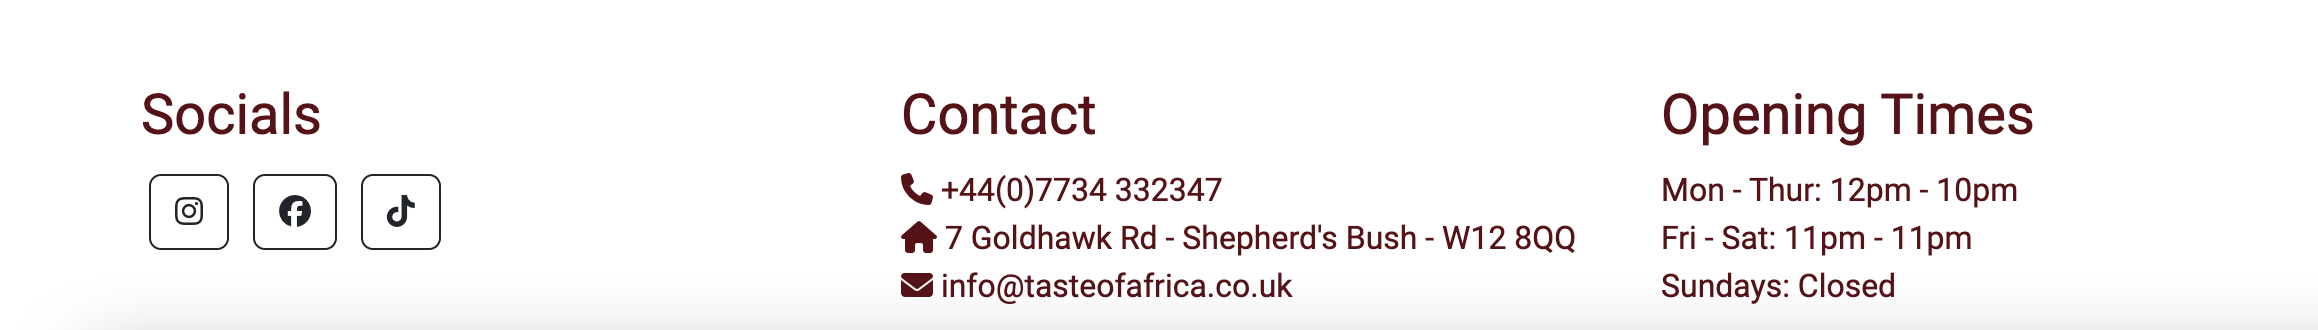 Socials
Contact
+44(0)7734 332347
7 Goldhawk Rd - Shepherd's Bush - W12 8QQ
info@tasteofafrica.co.uk
Opening Times
Mon - Thur: 12pm - 10pm
Fri - Sat: 11pm - 11pm
Sundays: Closed